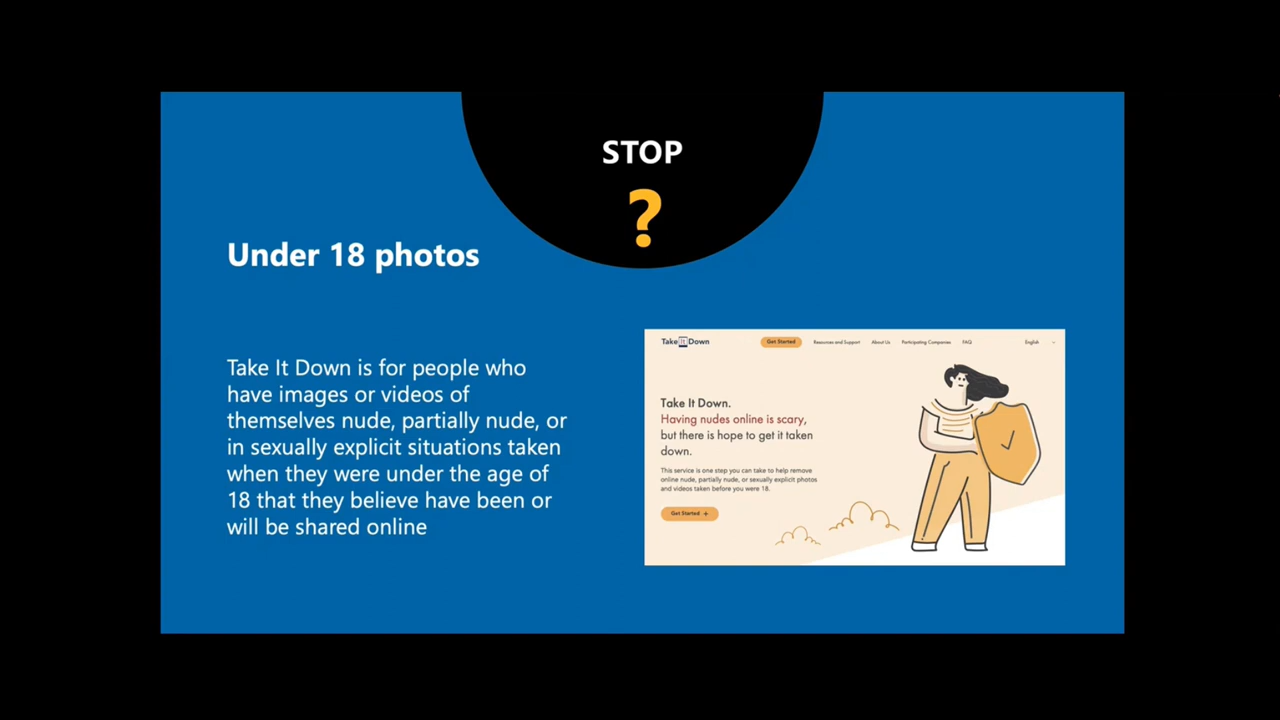 STOP
?
Under 18 photos
Take It Down is for people who
have images or videos of
themselves nude, partially nude, or
in sexually explicit situations taken
when they were under the age of
18 that they believe have been or
will be shared online
Take It Down
Get Started
Resources and Support
About Us
Participating Companies
FAQ
English
Take It Down.
Having nudes online is scary,
but there is hope to get it taken
down.
This service is one step you can take to help remove
online nude, partially nude, or sexually explicit photos
and videos taken before you were 18.
Get Started +